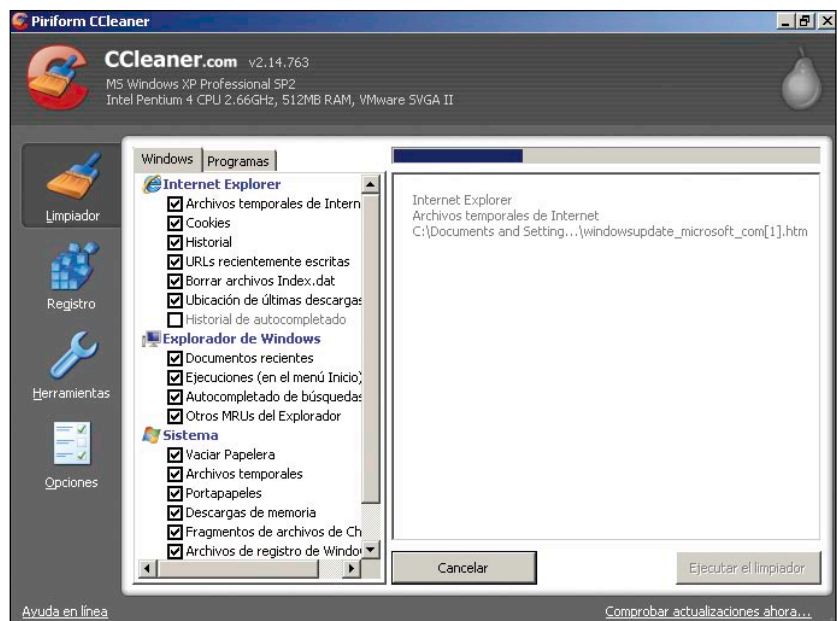 Piriform CCleaner
CCleaner.com v2.14.763
MS Windows XP Professional SP2
Intel Pentium 4 CPU 2.66GHz, 512MB RAM, VMware SVGA II
Limpiador
Registro
Herramientas
Opciones
Windows
Programas
Internet Explorer
Archivos temporales de Intern
Cookies
Historial
URLs recientemente escritas
Borrar archivos Index.dat
Ubicación de últimas descargas
Historial de autocompletado
Explorador de Windows
Documentos recientes
Ejecuciones (en el menú Inicio)
Autocompletado de búsquedas
Otros MRUs del Explorador
Sistema
Vaciar Papelera
Archivos temporales
Portapapeles
Descargas de memoria
Fragmentos de archivos de Ch
Archivos de registro de Windo
Internet Explorer
Archivos temporales de Internet
C:\Documents and Setting...\windowsupdate_microsoft_com[1].htm
Cancelar
Ejecutar el limpiador
Ayuda en línea
Comprobar actualizaciones ahora...